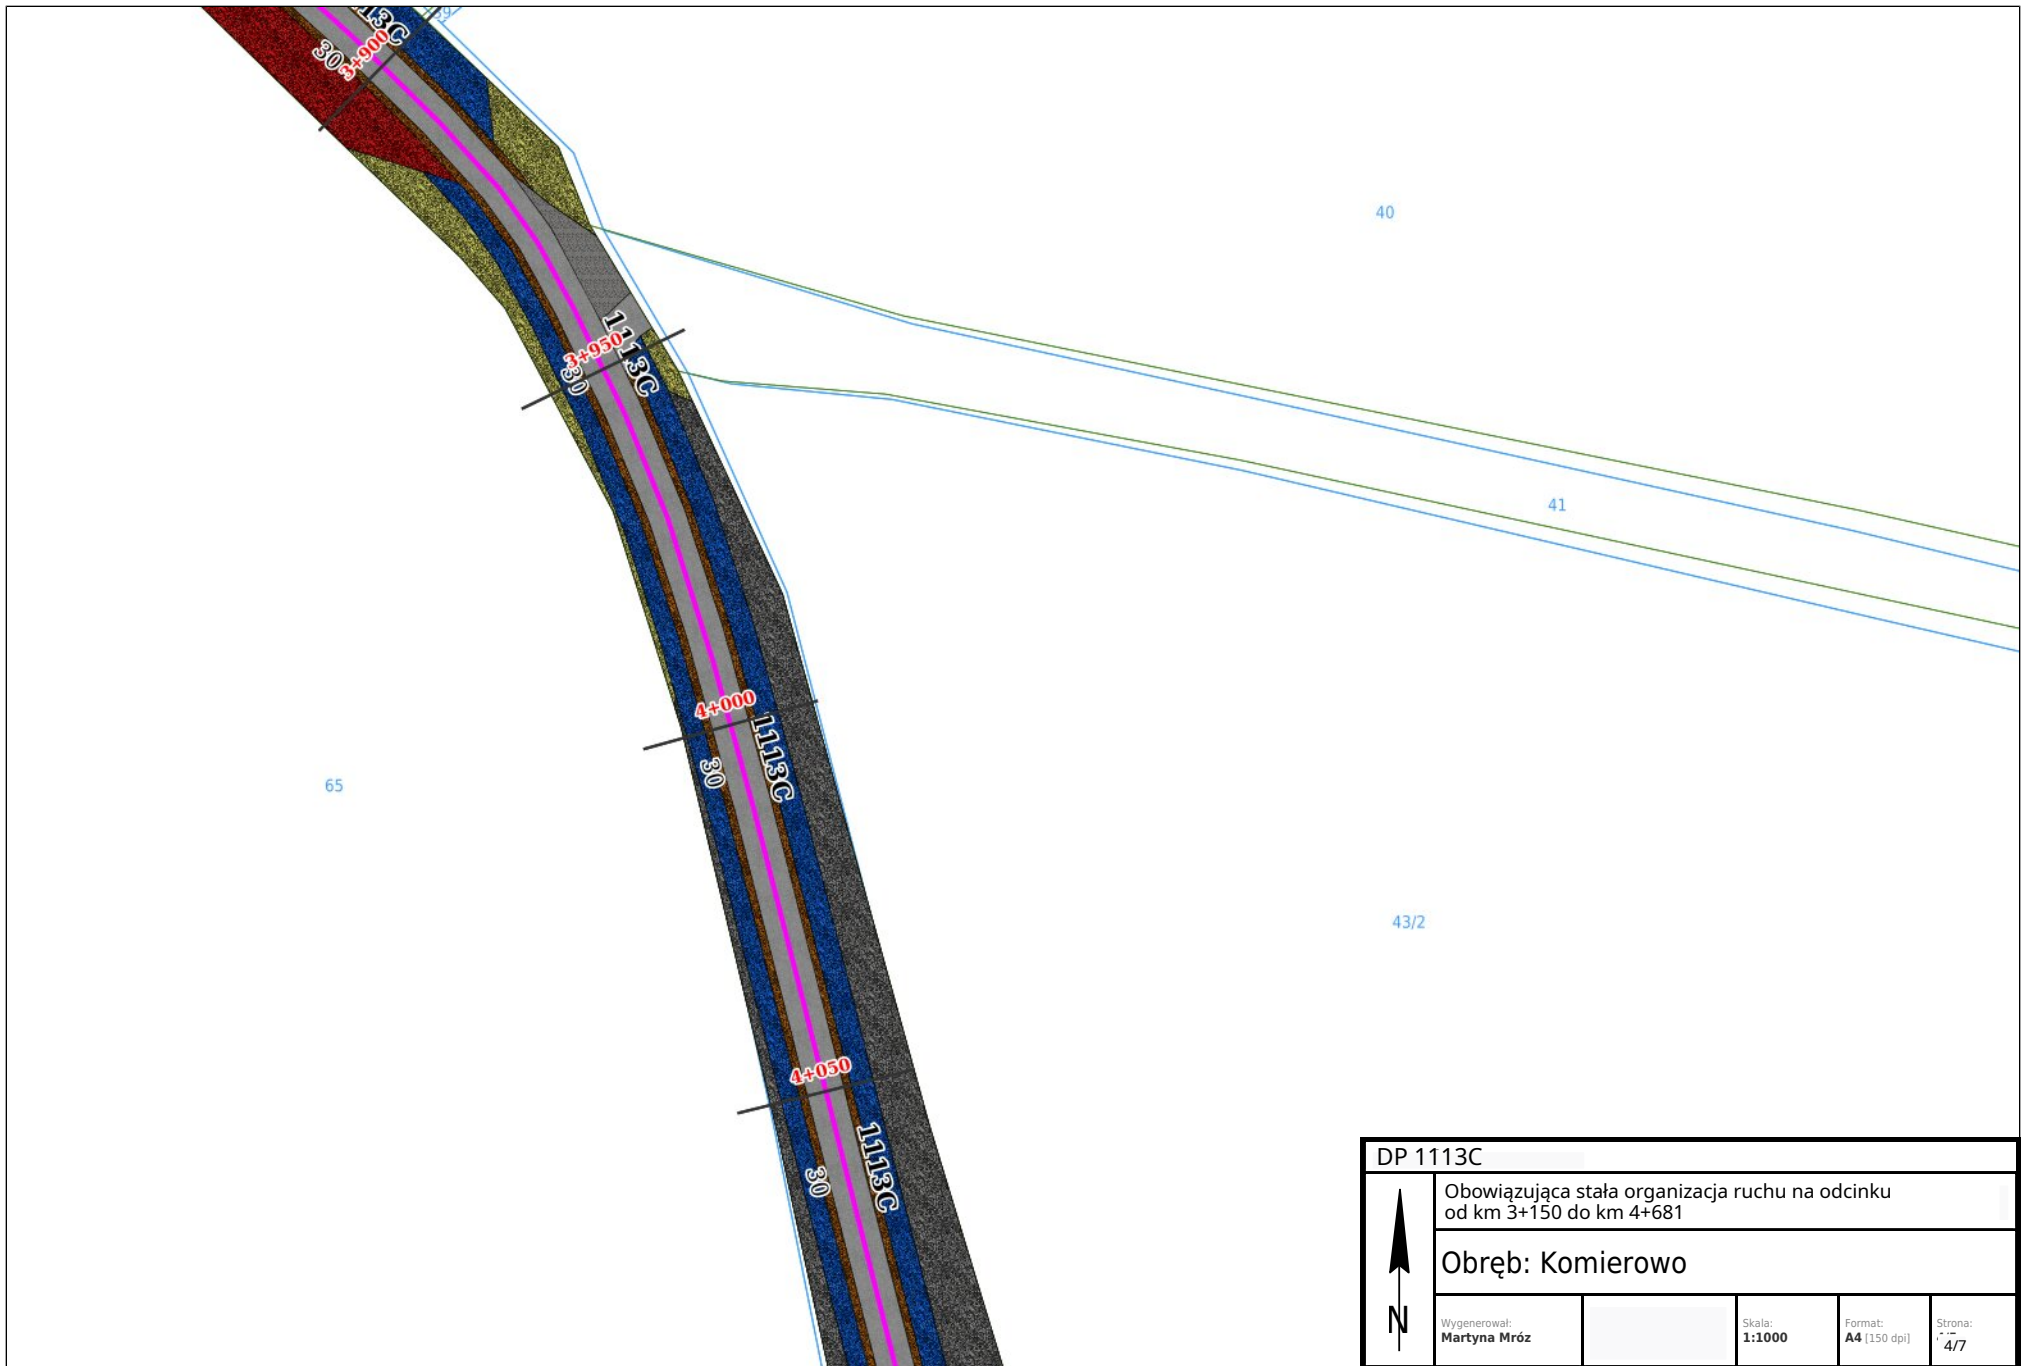 1113C
59
30
3+900
40
1113C
3+950
30
41
4+000
1113C
30
65
43/2
4+050
1113C
30
DP 1113C
Obowiązująca stała organizacja ruchu na odcinku
od km 3+150 do km 4+681
Obręb: Komierowo
N
Wygenerował:
Martyna Mróz
Skala:
1:1000
Format:
A4 [150 dpi]
Strona:
4/7